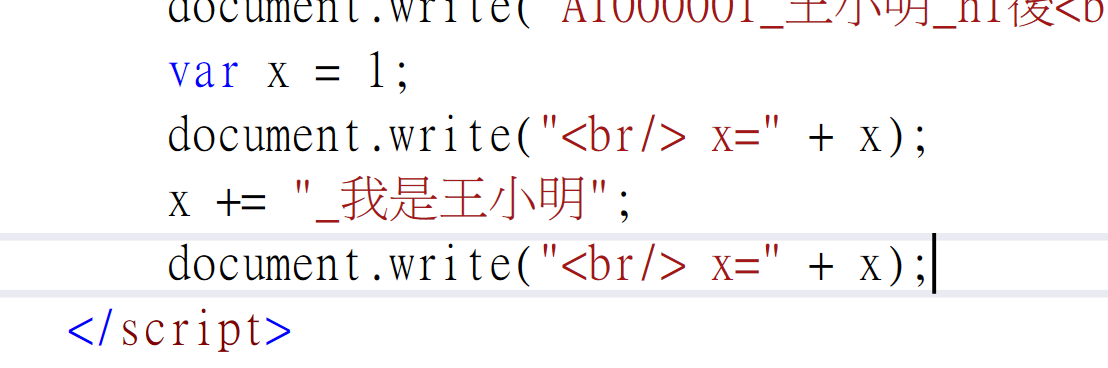 document.write("A1000001_王小明_h1後<b
var x = 1;
document.write("<br/> x=" + x);
x += "_我是王小明";
document.write("<br/> x=" + x);
</script>